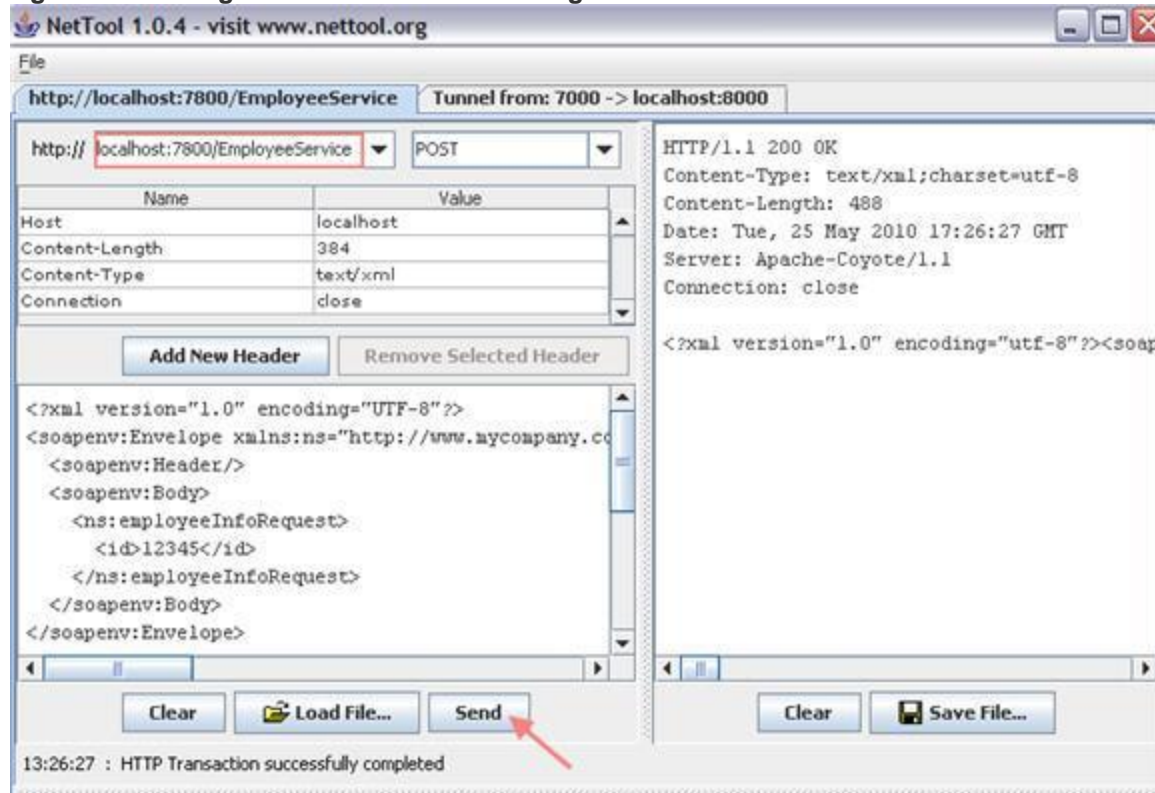 NetTool 1.0.4 - visit www.nettool.org
File
http://localhost:7800/EmployeeService
Tunnel from: 7000 -> localhost:8000
http:// localhost:7800/EmployeeService POST
Name Value
Host localhost
Content-Length 384
Content-Type text/xml
Connection close
Add New Header Remove Selected Header
<?xml version="1.0" encoding="UTF-8"?>
<soapenv:Envelope xmlns:ns="http://www.mycompany.co
<soapenv:Header/>
<soapenv:Body>
<ns:employeeInfoRequest>
<id>12345</id>
</ns:employeeInfoRequest>
</soapenv:Body>
</soapenv:Envelope>
Clear Load File... Send
HTTP/1.1 200 OK
Content-Type: text/xml;charset=utf-8
Content-Length: 488
Date: Tue, 25 May 2010 17:26:27 GMT
Server: Apache-Coyote/1.1
Connection: close
<?xml version="1.0" encoding="utf-8"?><soap
Clear Save File...
13:26:27 : HTTP Transaction successfully completed